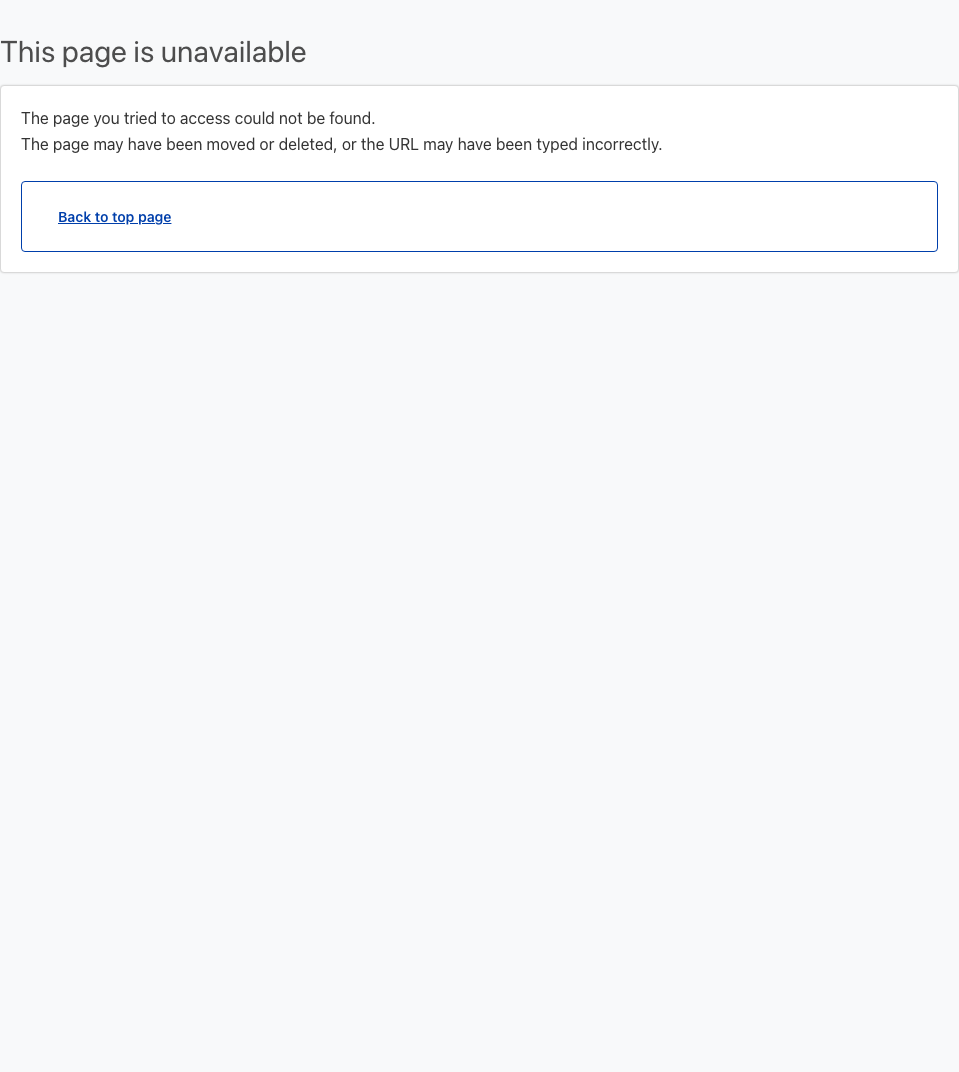 This page is unavailable
The page you tried to access could not be found.
The page may have been moved or deleted, or the URL may have been typed incorrectly.
Back to top page